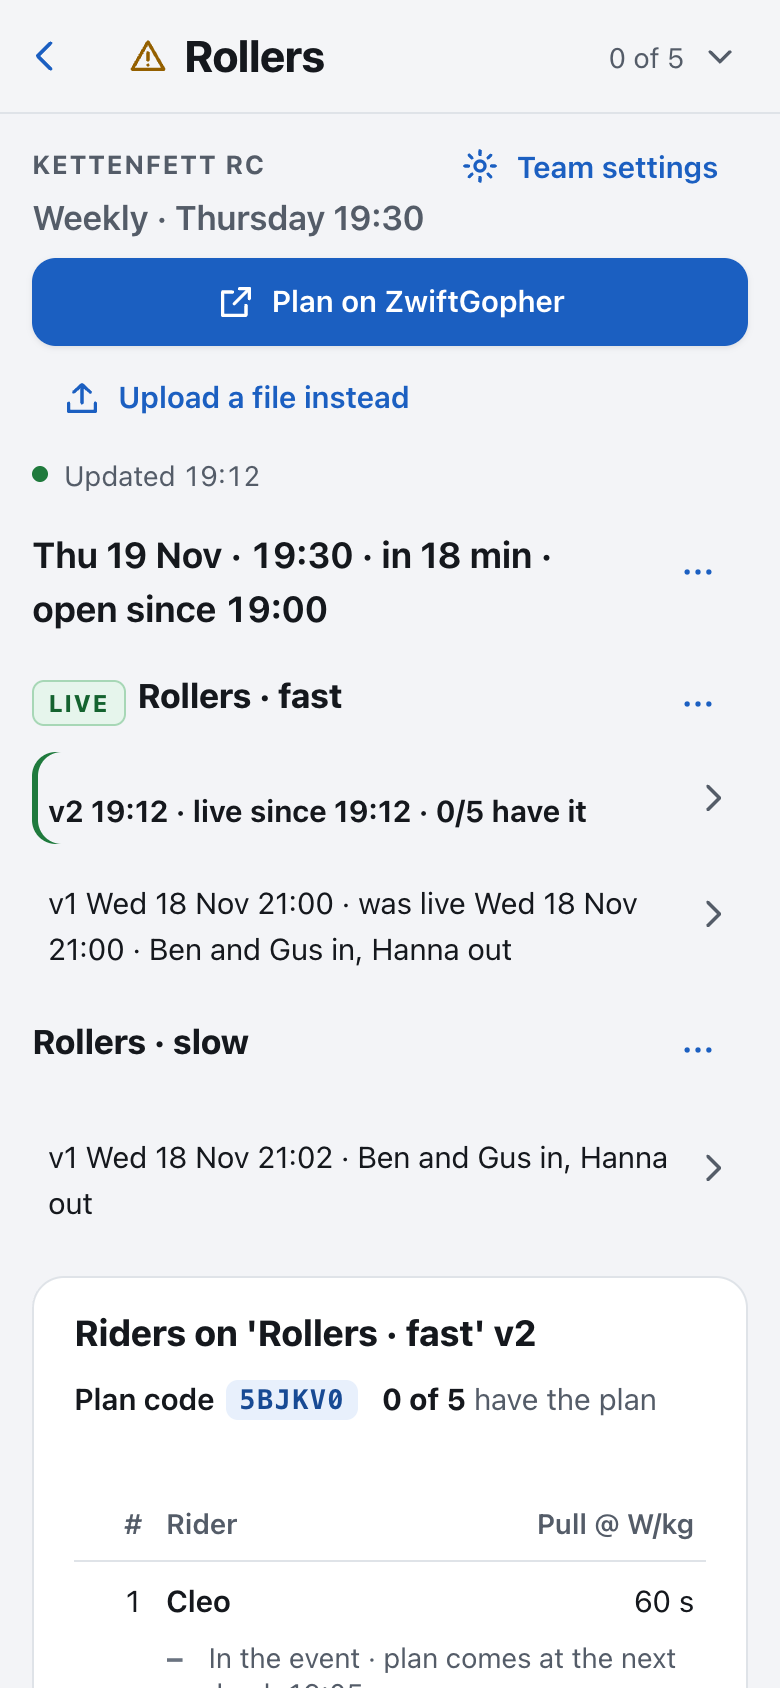 Rollers
0 of 5
KETTENFETT RC
Team settings
Weekly · Thursday 19:30
Plan on ZwiftGopher
Upload a file instead
Updated 19:12
Thu 19 Nov · 19:30 · in 18 min ·
open since 19:00
...
LIVE Rollers · fast
...
v2 19:12 · live since 19:12 · 0/5 have it
v1 Wed 18 Nov 21:00 · was live Wed 18 Nov
21:00 · Ben and Gus in, Hanna out
Rollers · slow
...
v1 Wed 18 Nov 21:02 · Ben and Gus in, Hanna
out
Riders on 'Rollers · fast' v2
Plan code 5BJKV0 0 of 5 have the plan
# Rider Pull @ W/kg
1 Cleo 60 s
– In the event · plan comes at the next